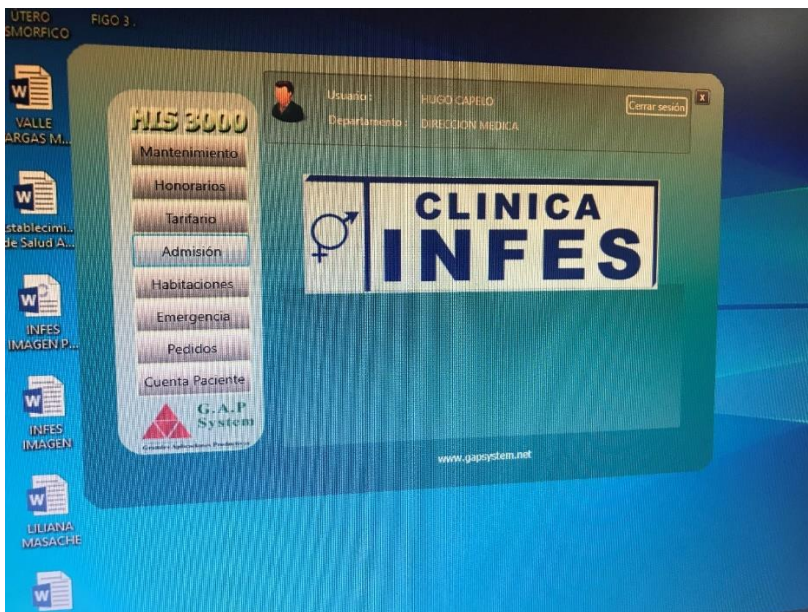 ÚTERO
SMORFICO
FIGO 3 .
VALLE
ARGAS M...
stablecimi...
de Salud A...
INFES
IMAGEN P...
INFES
IMAGEN
LILIANA
MASACHE
HIS 3000
Mantenimiento
Honorarios
Tarifario
Admisión
Habitaciones
Emergencia
Pedidos
Cuenta Paciente
G.A.P
System
Usuario : HUGO CAPELO
Departamento : DIRECCION MEDICA
Cerrar sesión
X
CLINICA
INFES
www.gapsystem.net